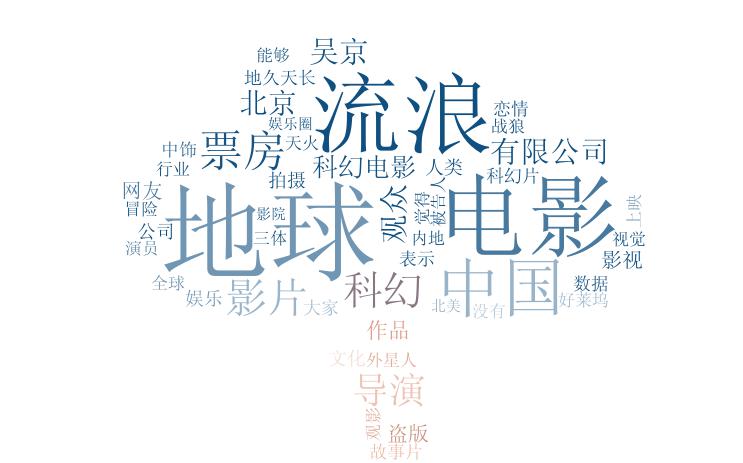 能够
吴京
地久天长
流浪
北京
恋情
娱乐圈
战狼
票房
天火
中饰
有限公司
科幻电影
人类
行业
拍摄
科幻片
网友
地球
观众
觉得
被告人
电影
冒险
影院
上映
公司
三体
内地
视觉
演员
表示
影视
全球
影片
科幻
中国
数据
娱乐
大家
北美
没有
好莱坞
作品
文化
外星人
导演
观影
盗版
故事片